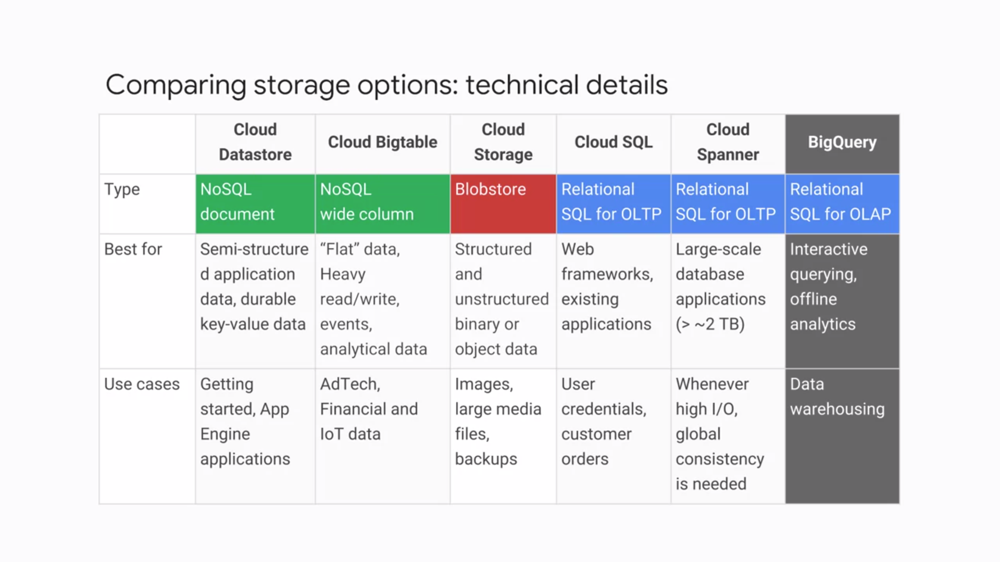 Comparing storage options: technical details
Cloud
Datastore
Cloud Bigtable
Cloud
Storage
Cloud SQL
Cloud
Spanner
BigQuery
Type
NoSQL
document
NoSQL
wide column
Blobstore
Relational
SQL for OLTP
Relational
SQL for OLTP
Relational
SQL for OLAP
Best for
Semi-structure
d application
data, durable
key-value data
“Flat” data,
Heavy
read/write,
events,
analytical data
Structured
and
unstructured
binary or
object data
Web
frameworks,
existing
applications
Large-scale
database
applications
(> ~2 TB)
Interactive
querying,
offline
analytics
Use cases
Getting
started, App
Engine
applications
AdTech,
Financial and
IoT data
Images,
large media
files,
backups
User
credentials,
customer
orders
Whenever
high I/O,
global
consistency
is needed
Data
warehousing